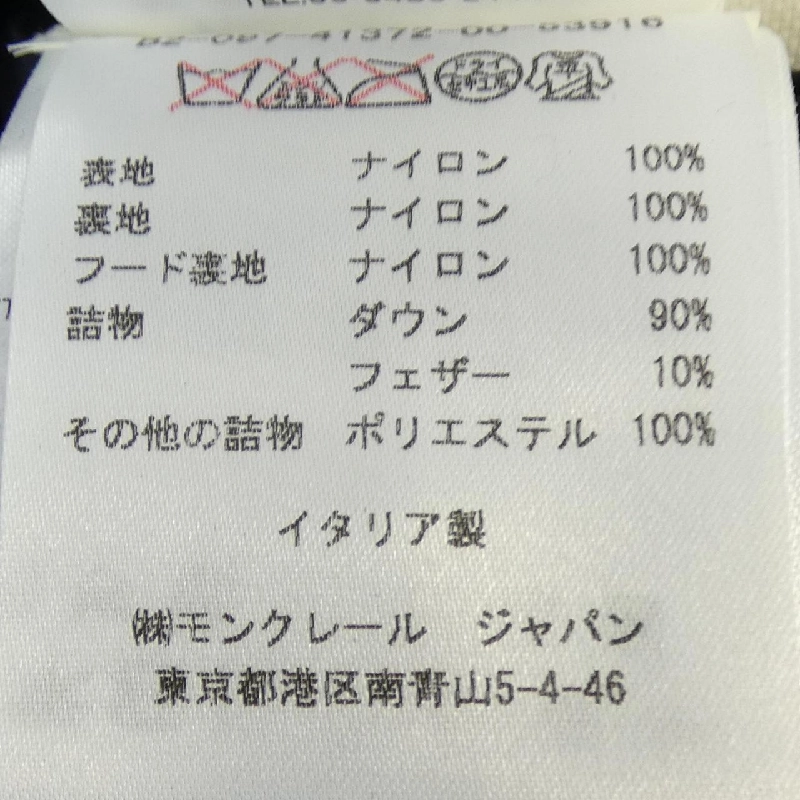 表地 ナイロン 100%
裏地 ナイロン 100%
フード裏地 ナイロン 100%
詰物 ダウン 90%
フェザー 10%
その他の詰物 ポリエステル 100%
イタリア製
㈱モンクレール ジャパン
東京都港区南青山5-4-46